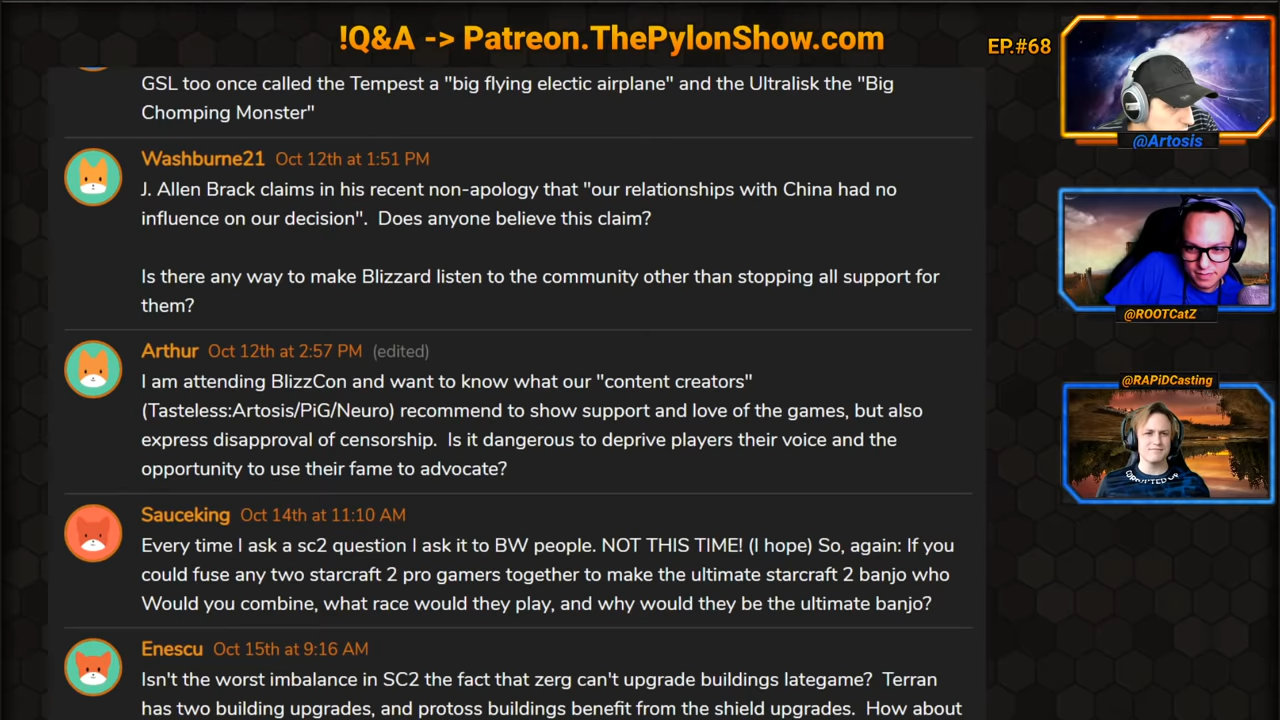 !Q&A -> Patreon.ThePylonShow.com
EP.#68
GSL too once called the Tempest a "big flying electic airplane" and the Ultralisk the "Big
Chomping Monster"
Washburne21 Oct 12th at 1:51 PM
J. Allen Brack claims in his recent non-apology that "our relationships with China had no
influence on our decision".  Does anyone believe this claim?
Is there any way to make Blizzard listen to the community other than stopping all support for
them?
Arthur Oct 12th at 2:57 PM (edited)
I am attending BlizzCon and want to know what our "content creators"
(Tasteless:Artosis/PiG/Neuro) recommend to show support and love of the games, but also
express disapproval of censorship.  Is it dangerous to deprive players their voice and the
opportunity to use their fame to advocate?
Sauceking Oct 14th at 11:10 AM
Every time I ask a sc2 question I ask it to BW people. NOT THIS TIME! (I hope) So, again: If you
could fuse any two starcraft 2 pro gamers together to make the ultimate starcraft 2 banjo who
Would you combine, what race would they play, and why would they be the ultimate banjo?
Enescu Oct 15th at 9:16 AM
Isn't the worst imbalance in SC2 the fact that zerg can't upgrade buildings lategame?  Terran
has two building upgrades, and protoss buildings benefit from the shield upgrades.  How about
@Artosis
@ROOTCatZ
@RAPiDCasting